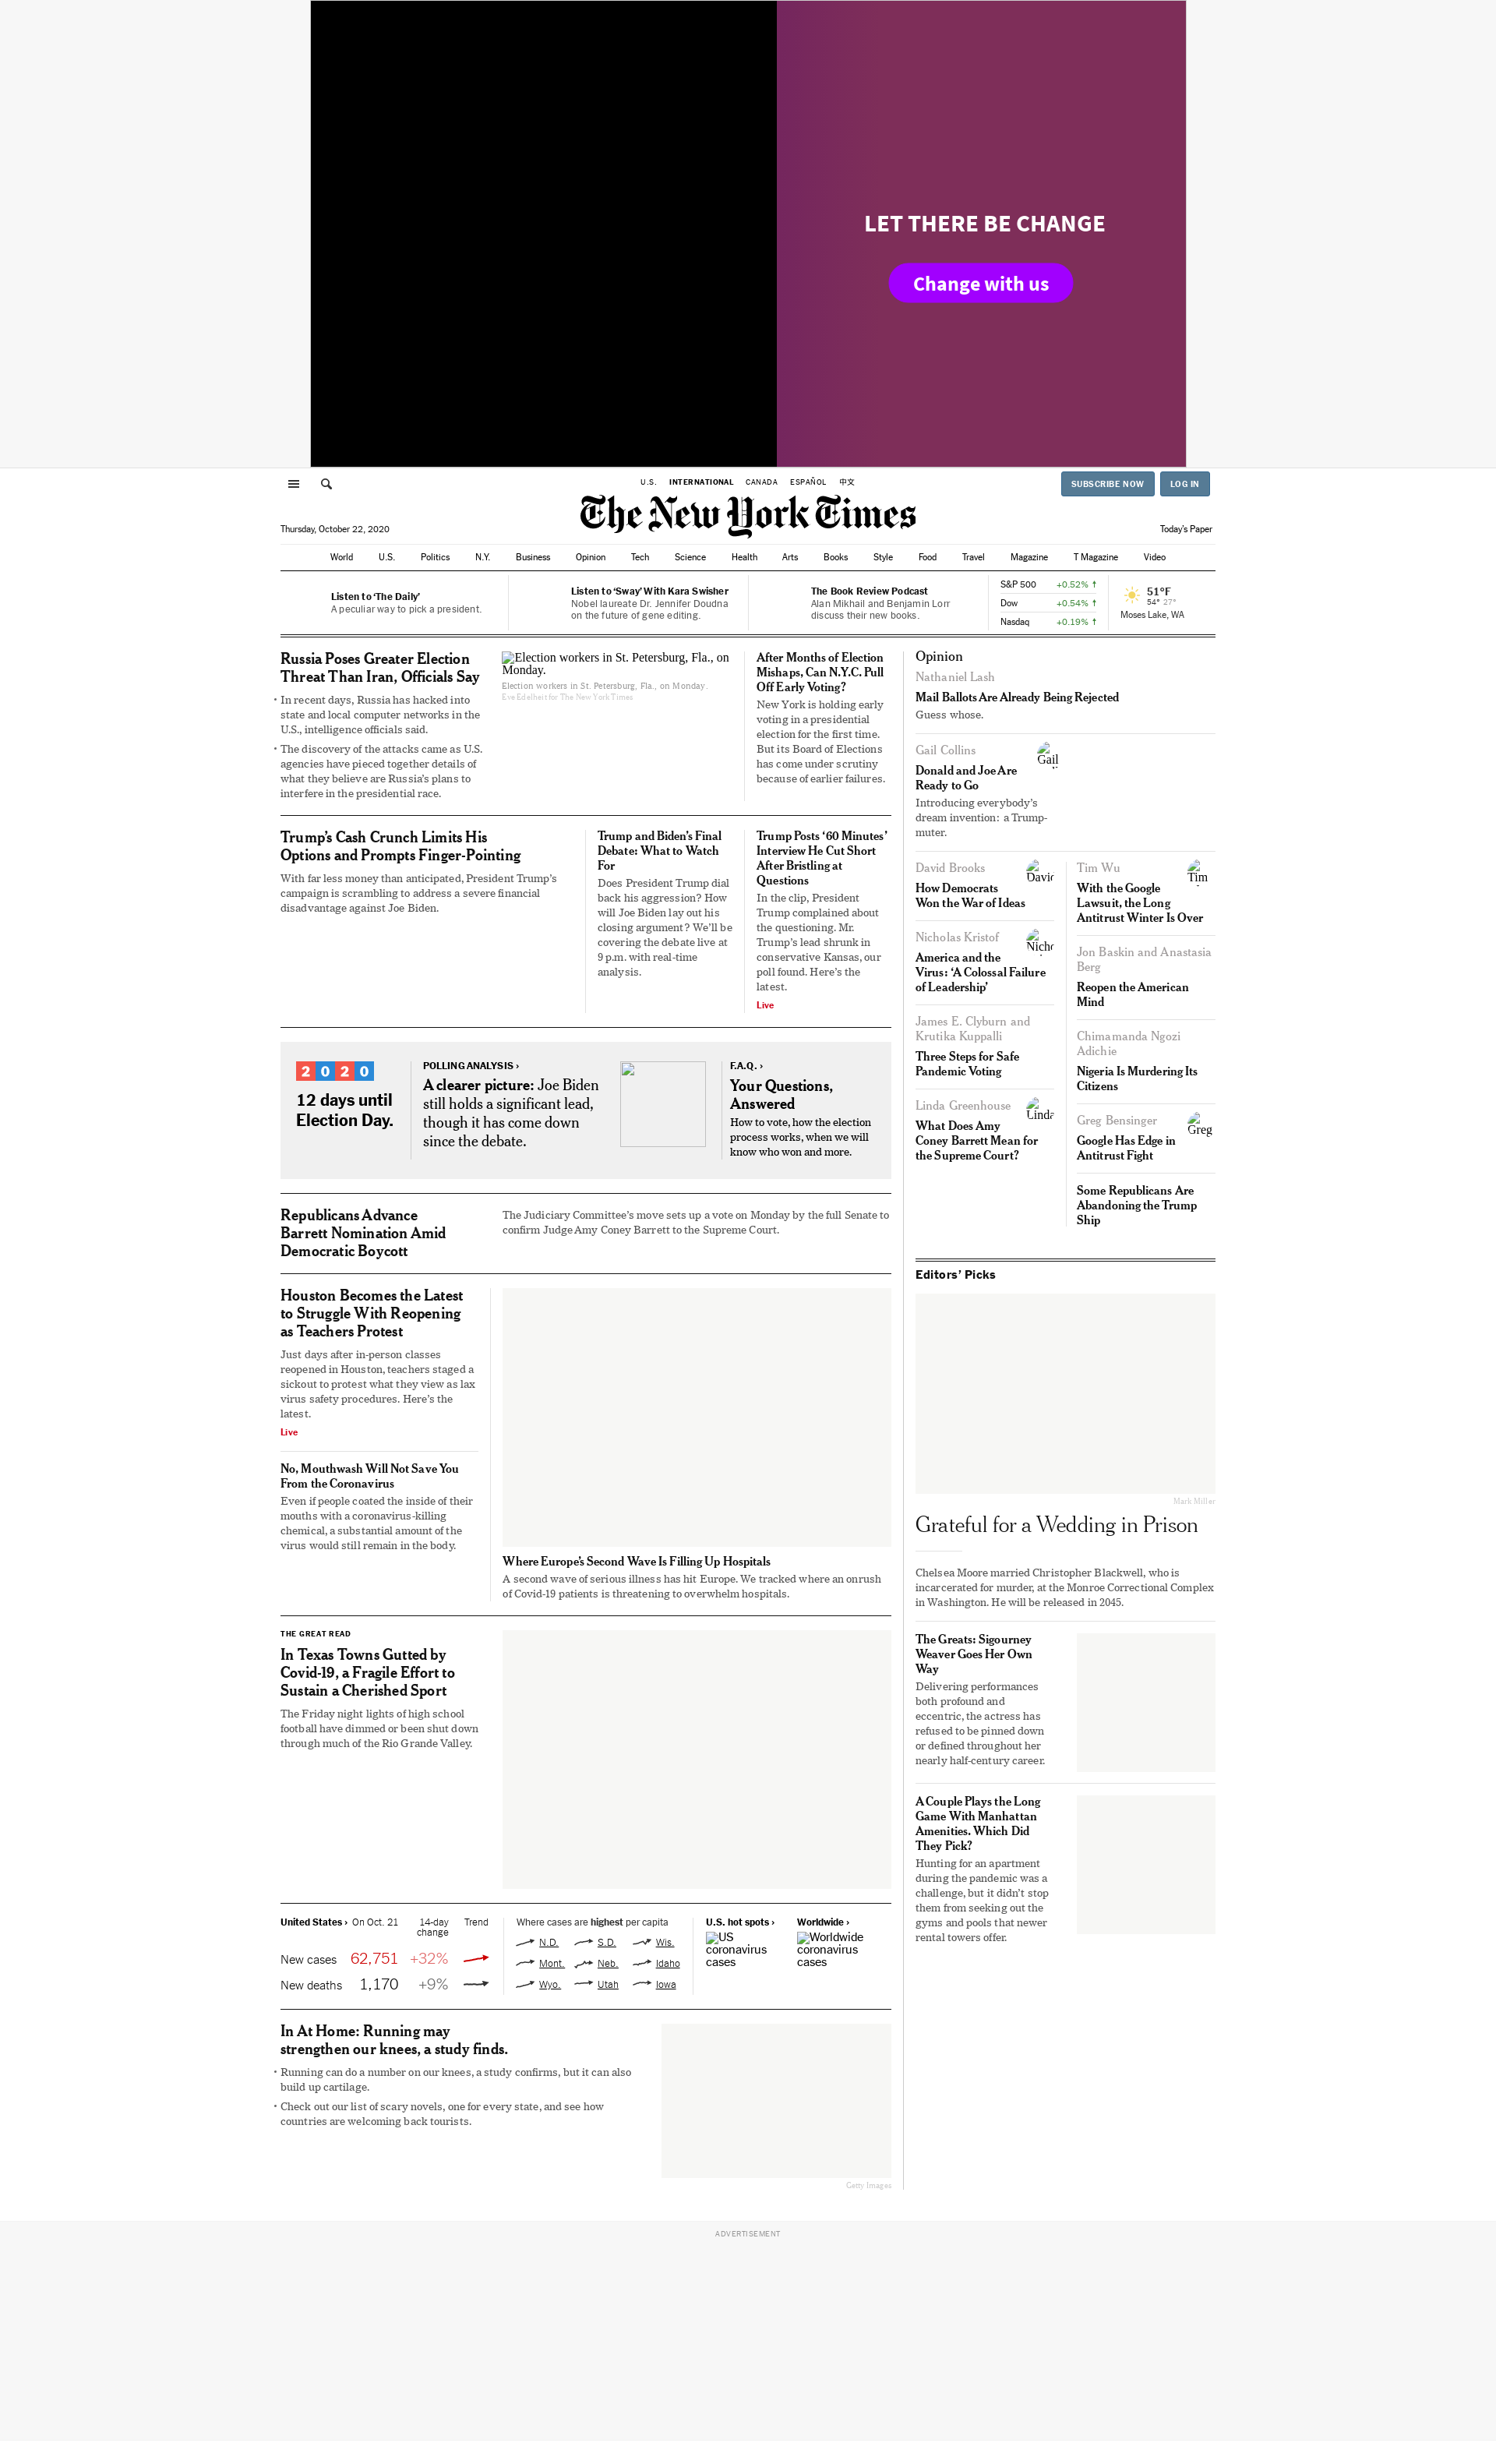 LET THERE BE CHANGE
Change with us
U.S. INTERNATIONAL CANADA ESPAÑOL 中文
SUBSCRIBE NOW LOG IN
The New York Times
Thursday, October 22, 2020
Today's Paper
World U.S. Politics N.Y. Business Opinion Tech Science Health Arts Books Style Food Travel Magazine T Magazine Video
Listen to ‘The Daily’
A peculiar way to pick a president.
Listen to ‘Sway’ With Kara Swisher
Nobel laureate Dr. Jennifer Doudna
on the future of gene editing.
The Book Review Podcast
Alan Mikhail and Benjamin Lorr
discuss their new books.
S&P 500 +0.52% ↑
Dow +0.54% ↑
Nasdaq +0.19% ↑
51°F
54° 27°
Moses Lake, WA
Russia Poses Greater Election
Threat Than Iran, Officials Say
• In recent days, Russia has hacked into
state and local computer networks in the
U.S., intelligence officials said.
• The discovery of the attacks came as U.S.
agencies have pieced together details of
what they believe are Russia's plans to
interfere in the presidential race.
Election workers in St. Petersburg, Fla., on
Monday.
Election workers in St. Petersburg, Fla., on Monday.
Eve Edelheit for The New York Times
After Months of Election
Mishaps, Can N.Y.C. Pull
Off Early Voting?
New York is holding early
voting in a presidential
election for the first time.
But its Board of Elections
has come under scrutiny
because of earlier failures.
Trump's Cash Crunch Limits His
Options and Prompts Finger-Pointing
With far less money than anticipated, President Trump's
campaign is scrambling to address a severe financial
disadvantage against Joe Biden.
Trump and Biden's Final
Debate: What to Watch
For
Does President Trump dial
back his aggression? How
will Joe Biden lay out his
closing argument? We'll be
covering the debate live at
9 p.m. with real-time
analysis.
Trump Posts ‘60 Minutes’
Interview He Cut Short
After Bristling at
Questions
In the clip, President
Trump complained about
the questioning. Mr.
Trump's lead shrunk in
conservative Kansas, our
poll found. Here's the
latest.
Live
2020
12 days until
Election Day.
POLLING ANALYSIS ›
A clearer picture: Joe Biden
still holds a significant lead,
though it has come down
since the debate.
F.A.Q. ›
Your Questions,
Answered
How to vote, how the election
process works, when we will
know who won and more.
Republicans Advance
Barrett Nomination Amid
Democratic Boycott
The Judiciary Committee's move sets up a vote on Monday by the full Senate to
confirm Judge Amy Coney Barrett to the Supreme Court.
Houston Becomes the Latest
to Struggle With Reopening
as Teachers Protest
Just days after in-person classes
reopened in Houston, teachers staged a
sickout to protest what they view as lax
virus safety procedures. Here's the
latest.
Live
No, Mouthwash Will Not Save You
From the Coronavirus
Even if people coated the inside of their
mouths with a coronavirus-killing
chemical, a substantial amount of the
virus would still remain in the body.
Where Europe's Second Wave Is Filling Up Hospitals
A second wave of serious illness has hit Europe. We tracked where an onrush
of Covid-19 patients is threatening to overwhelm hospitals.
THE GREAT READ
In Texas Towns Gutted by
Covid-19, a Fragile Effort to
Sustain a Cherished Sport
The Friday night lights of high school
football have dimmed or been shut down
through much of the Rio Grande Valley.
United States › On Oct. 21 14-day
change Trend
New cases 62,751 +32%
New deaths 1,170 +9%
Where cases are highest per capita
N.D. S.D. Wis.
Mont. Neb. Idaho
Wyo. Utah Iowa
U.S. hot spots ›
US
coronavirus
cases
Worldwide ›
Worldwide
coronavirus
cases
In At Home: Running may
strengthen our knees, a study finds.
• Running can do a number on our knees, a study confirms, but it can also
build up cartilage.
• Check out our list of scary novels, one for every state, and see how
countries are welcoming back tourists.
Getty Images
Opinion
Nathaniel Lash
Mail Ballots Are Already Being Rejected
Guess whose.
Gail Collins
Gail
Donald and Joe Are
Ready to Go
Introducing everybody's
dream invention: a Trump-
muter.
David Brooks
David
How Democrats
Won the War of Ideas
Nicholas Kristof
Nicho
America and the
Virus: ‘A Colossal Failure
of Leadership’
James E. Clyburn and
Krutika Kuppalli
Three Steps for Safe
Pandemic Voting
Linda Greenhouse
Linda
What Does Amy
Coney Barrett Mean for
the Supreme Court?
Tim Wu
Tim
With the Google
Lawsuit, the Long
Antitrust Winter Is Over
Jon Baskin and Anastasia
Berg
Reopen the American
Mind
Chimamanda Ngozi
Adichie
Nigeria Is Murdering Its
Citizens
Greg Bensinger
Greg
Google Has Edge in
Antitrust Fight
Some Republicans Are
Abandoning the Trump
Ship
Editors’ Picks
Mark Miller
Grateful for a Wedding in Prison
Chelsea Moore married Christopher Blackwell, who is
incarcerated for murder, at the Monroe Correctional Complex
in Washington. He will be released in 2045.
The Greats: Sigourney
Weaver Goes Her Own
Way
Delivering performances
both profound and
eccentric, the actress has
refused to be pinned down
or defined throughout her
nearly half-century career.
A Couple Plays the Long
Game With Manhattan
Amenities. Which Did
They Pick?
Hunting for an apartment
during the pandemic was a
challenge, but it didn't stop
them from seeking out the
gyms and pools that newer
rental towers offer.
ADVERTISEMENT